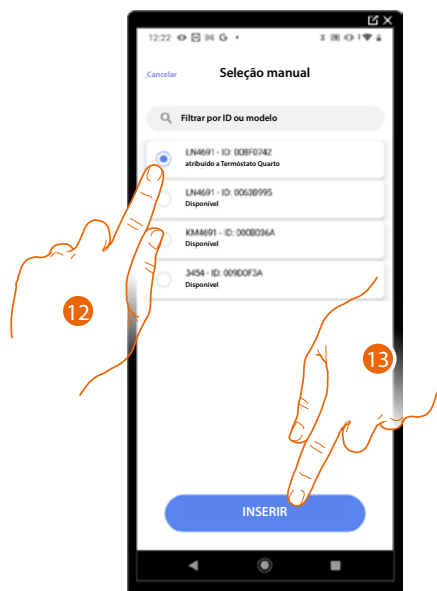 12:22
Cancelar
Seleção manual
Filtrar por ID ou modelo
LN4691 - ID: 008F0742
atribuído a Termóstato Quarto
LN4691 - ID: 0063B995
Disponível
KM4691 - ID: 000B036A
Disponível
3454 - ID: 009D0F3A
Disponível
12
13
INSERIR